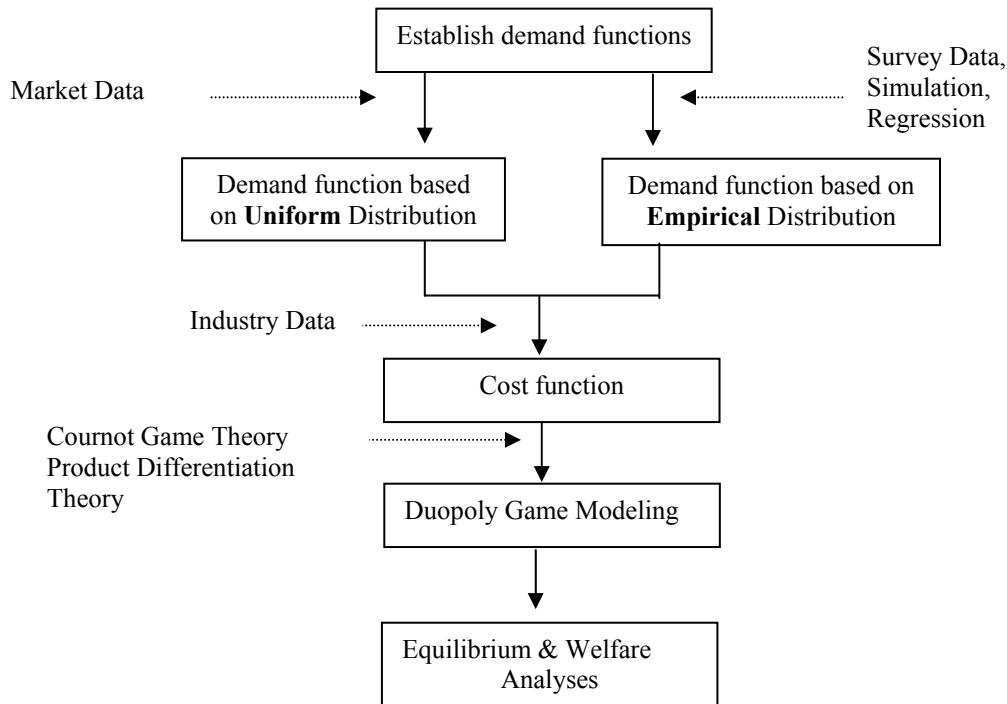 Establish demand functions
Market Data
Survey Data,
Simulation,
Regression
Demand function based
on Uniform Distribution
Demand function based on
Empirical Distribution
Industry Data
Cost function
Cournot Game Theory
Product Differentiation
Theory
Duopoly Game Modeling
Equilibrium & Welfare
Analyses